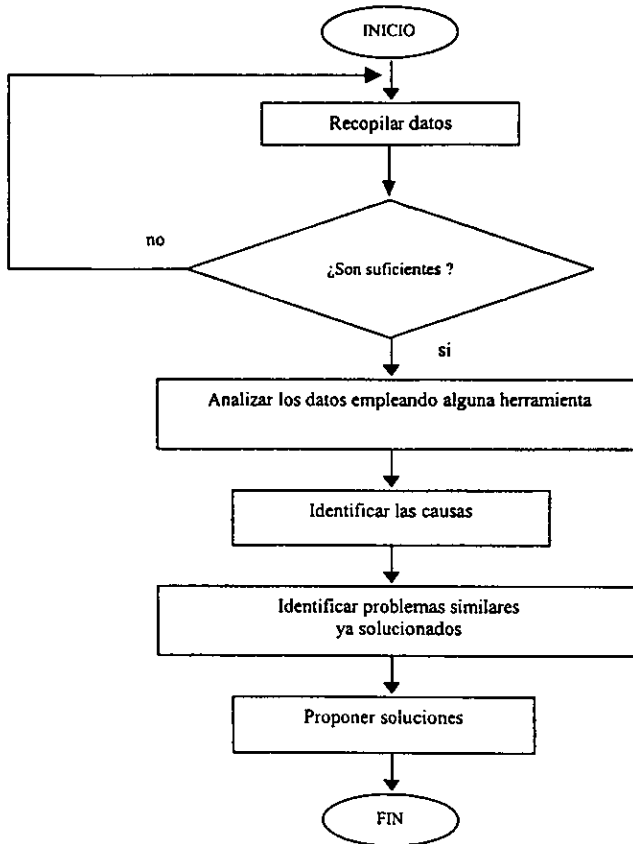 INICIO
Recopilar datos
¿Son suficientes ?
no
si
Analizar los datos empleando alguna herramienta
Identificar las causas
Identificar problemas similares
ya solucionados
Proponer soluciones
FIN